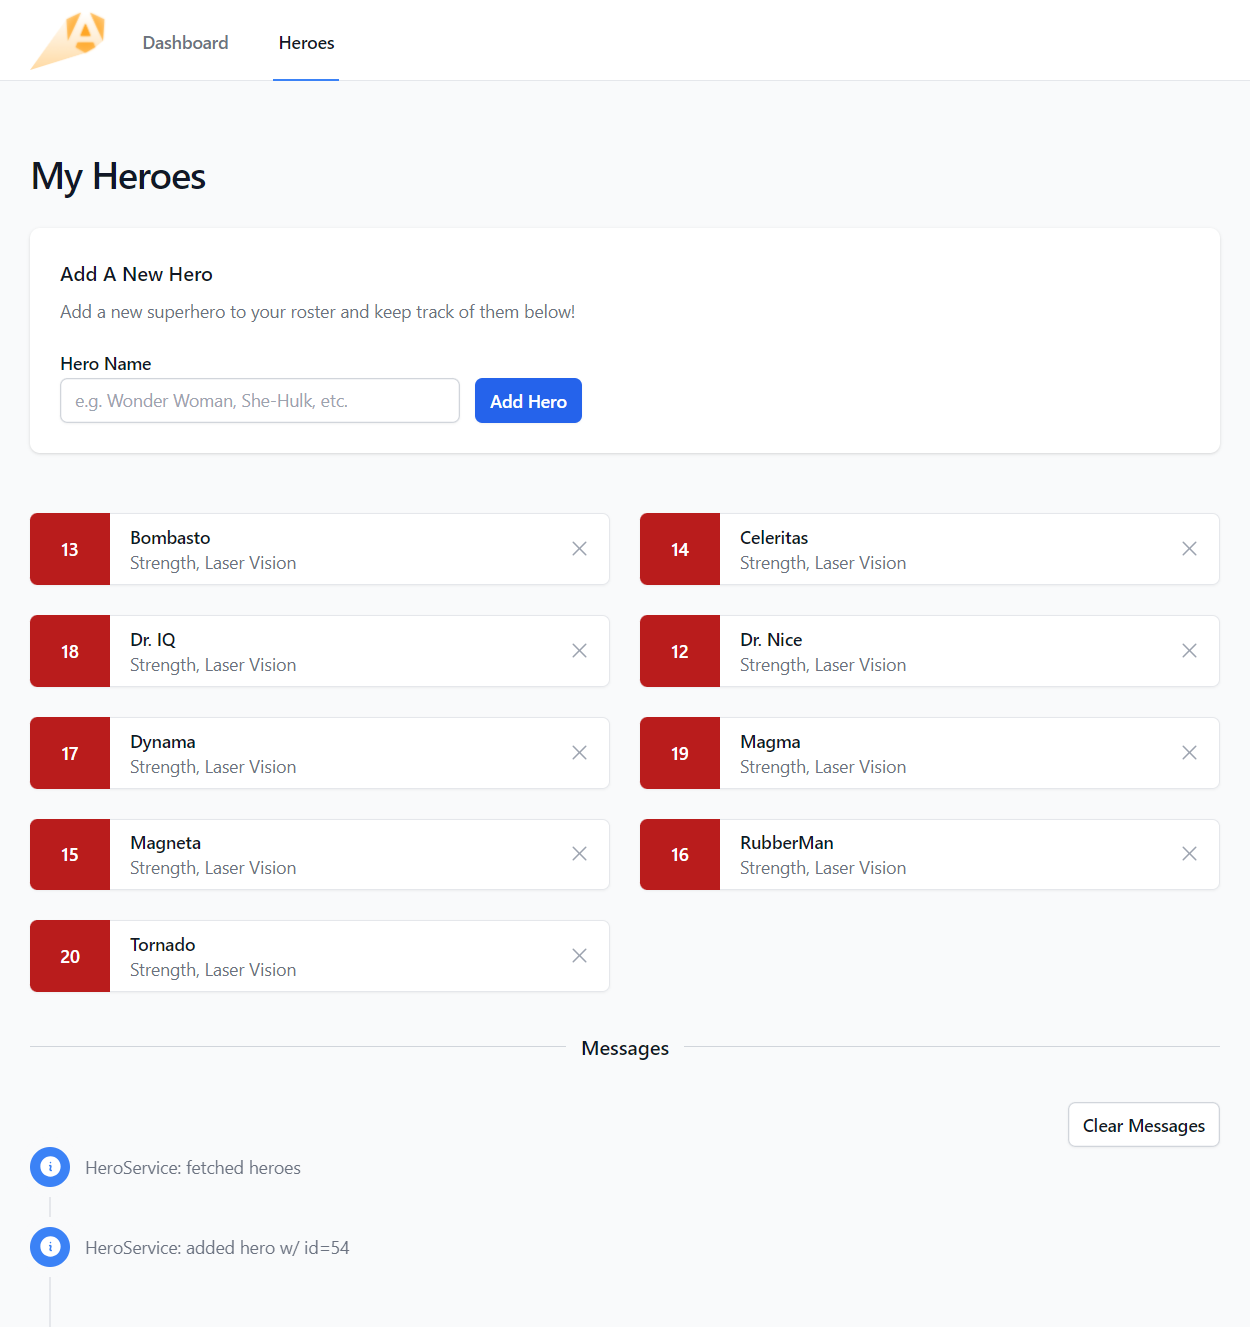 Dashboard
Heroes
My Heroes
Add A New Hero
Add a new superhero to your roster and keep track of them below!
Hero Name
e.g. Wonder Woman, She-Hulk, etc.
Add Hero
13
Bombasto
Strength, Laser Vision
14
Celeritas
Strength, Laser Vision
18
Dr. IQ
Strength, Laser Vision
12
Dr. Nice
Strength, Laser Vision
17
Dynama
Strength, Laser Vision
19
Magma
Strength, Laser Vision
15
Magneta
Strength, Laser Vision
16
RubberMan
Strength, Laser Vision
20
Tornado
Strength, Laser Vision
Messages
Clear Messages
HeroService: fetched heroes
HeroService: added hero w/ id=54